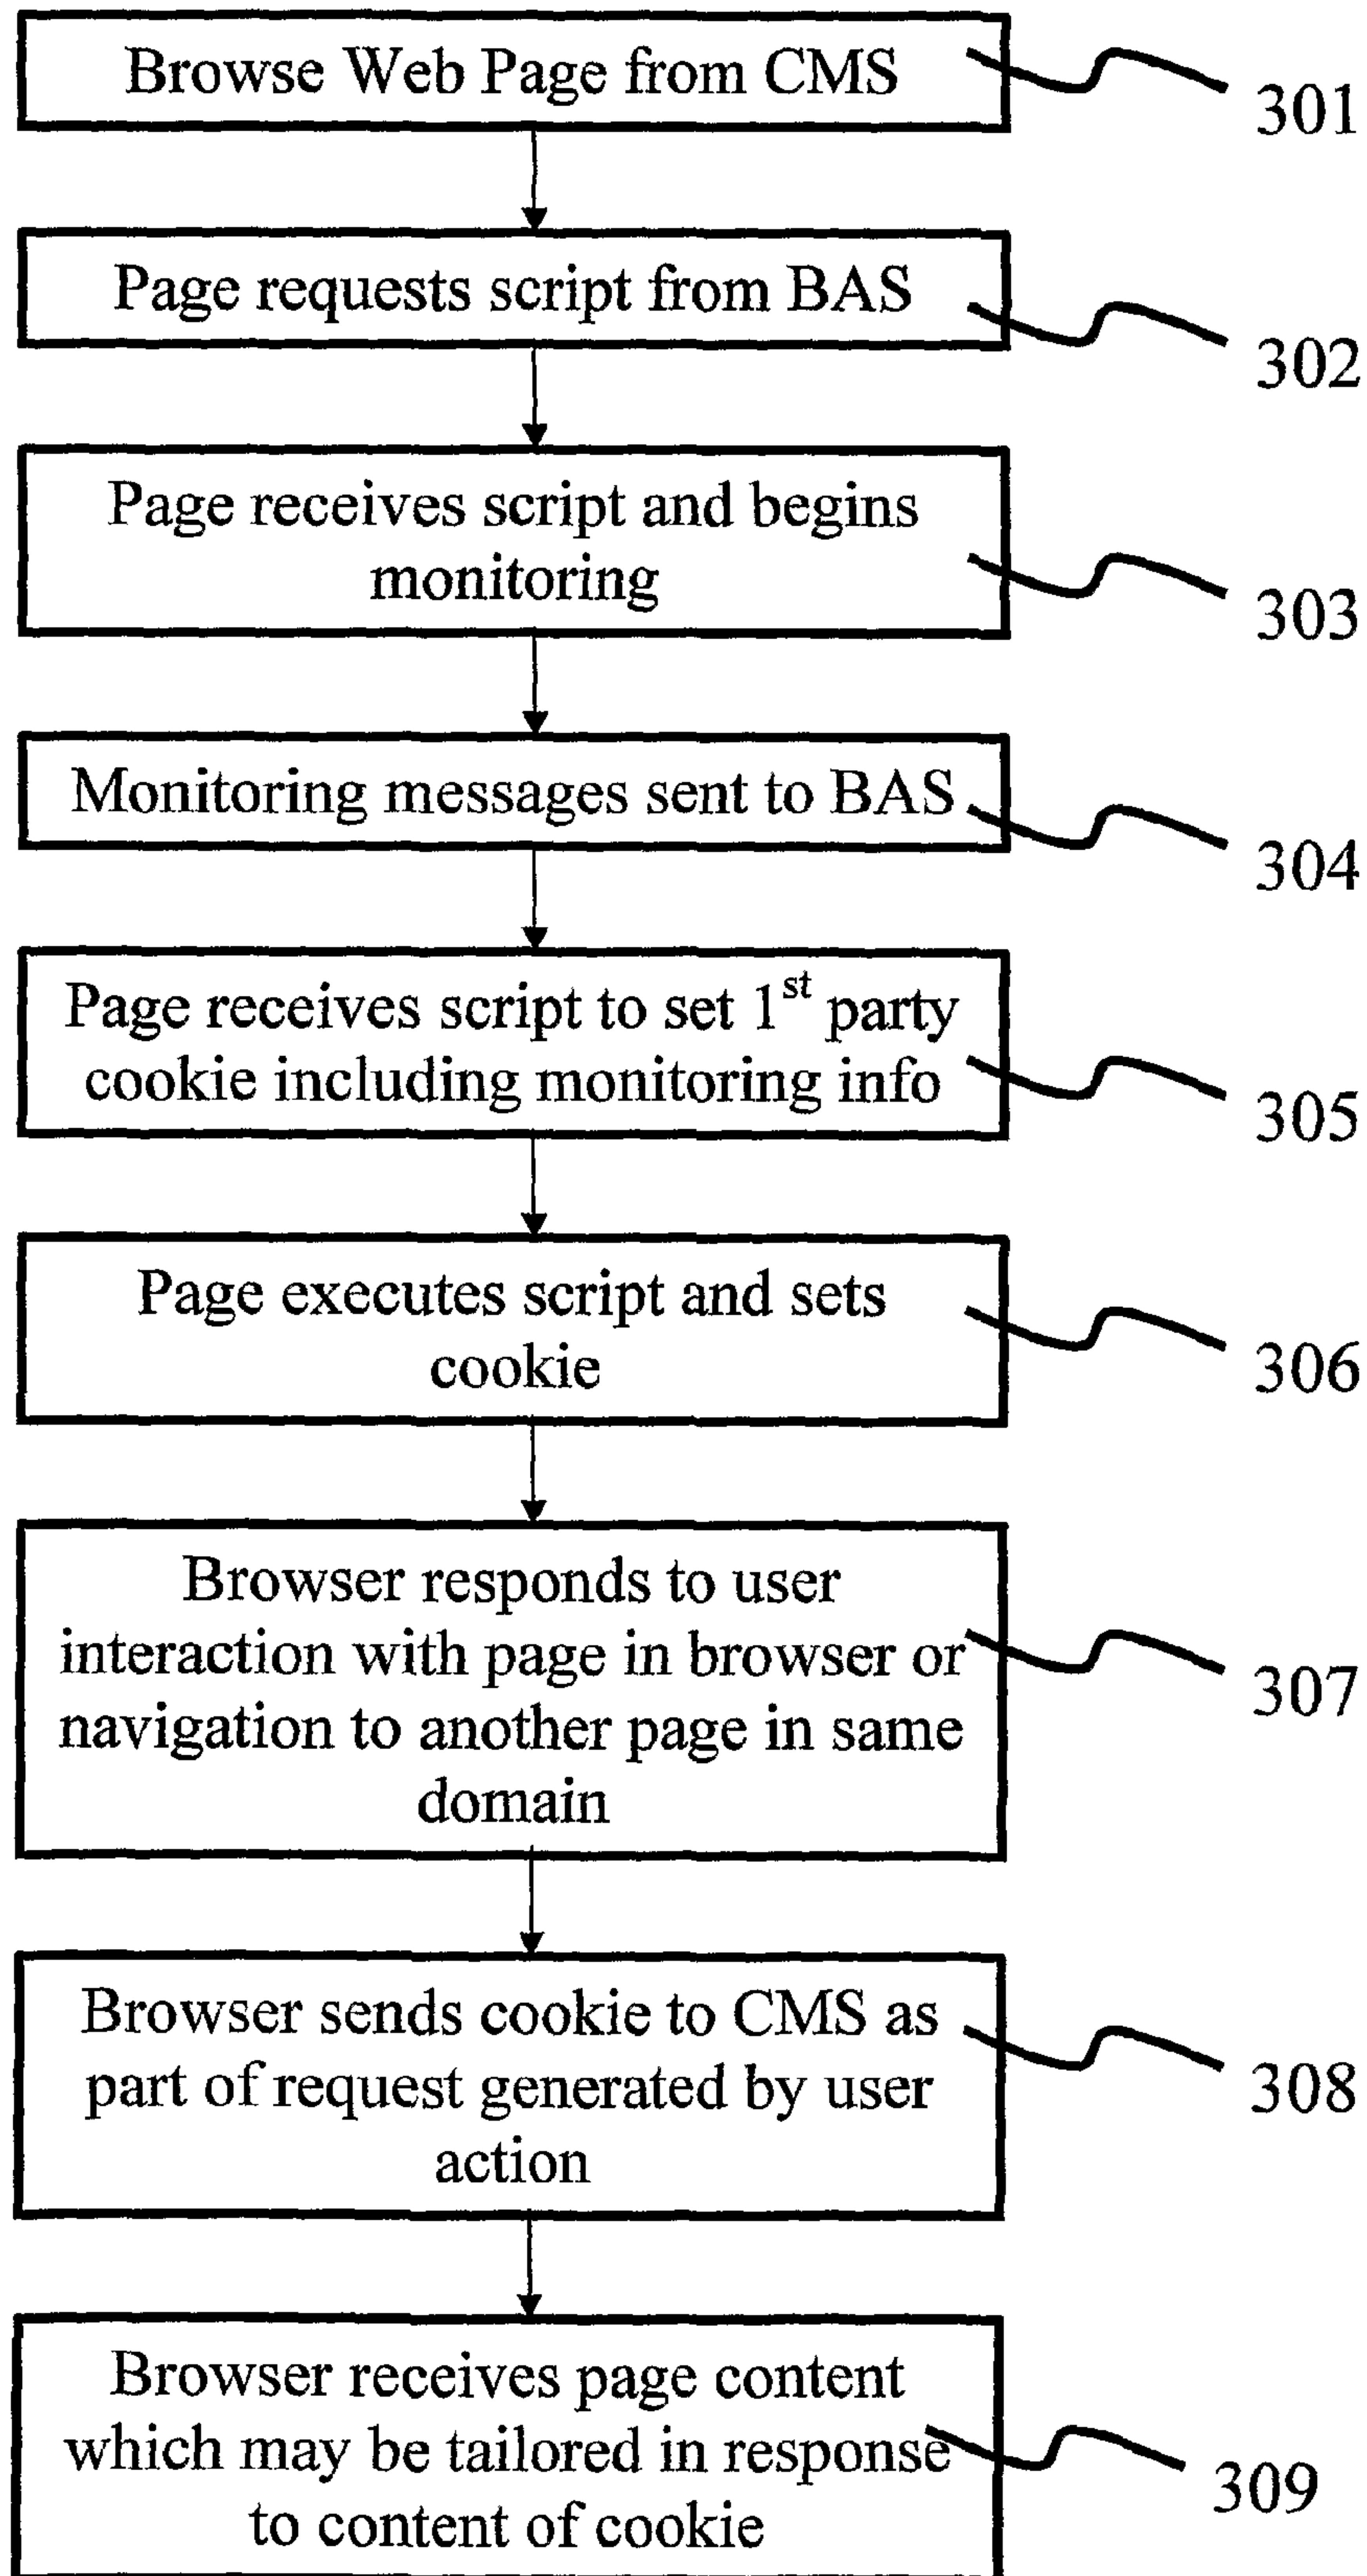 Browse Web Page from CMS
301
Page requests script from BAS
302
Page receives script and begins
monitoring
303
Monitoring messages sent to BAS
304
Page receives script to set 1st party
cookie including monitoring info
305
Page executes script and sets
cookie
306
Browser responds to user
interaction with page in browser or
navigation to another page in same
domain
307
Browser sends cookie to CMS as
part of request generated by user
action
308
Browser receives page content
which may be tailored in response
to content of cookie
309